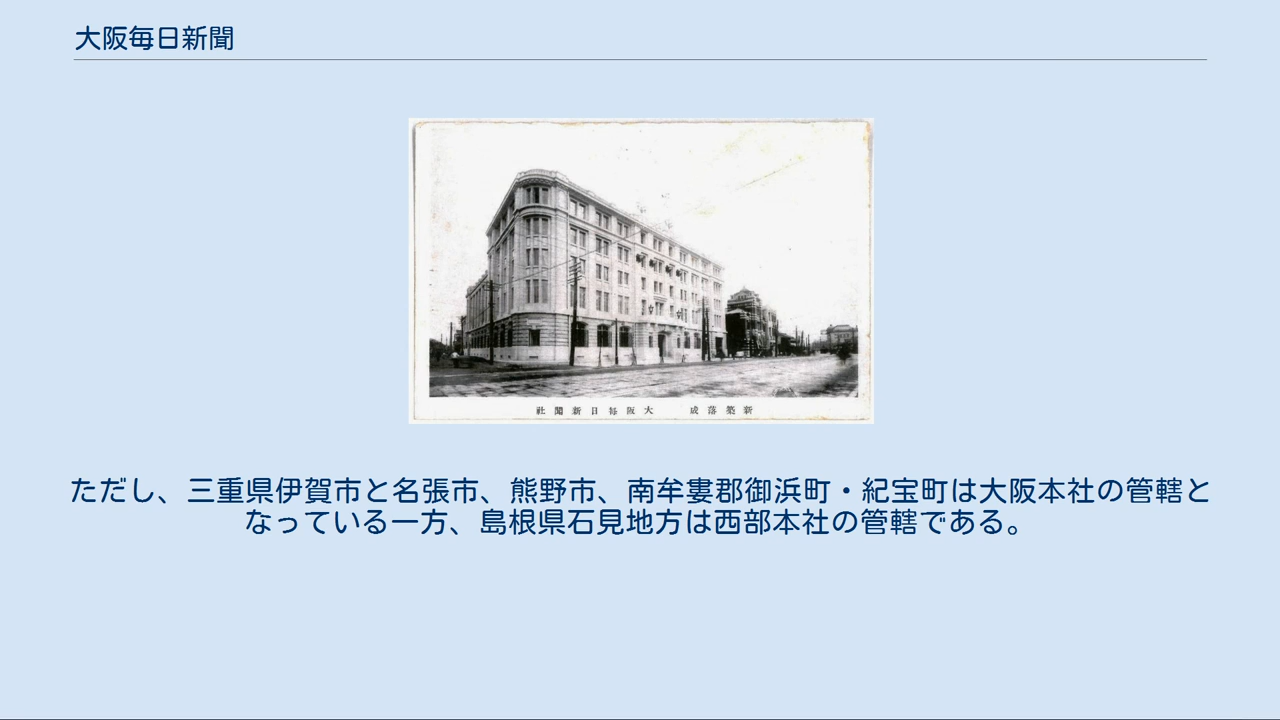 大阪毎日新聞
社聞新日毎阪大　成落築新
ただし、三重県伊賀市と名張市、熊野市、南牟婁郡御浜町・紀宝町は大阪本社の管轄と
なっている一方、島根県石見地方は西部本社の管轄である。